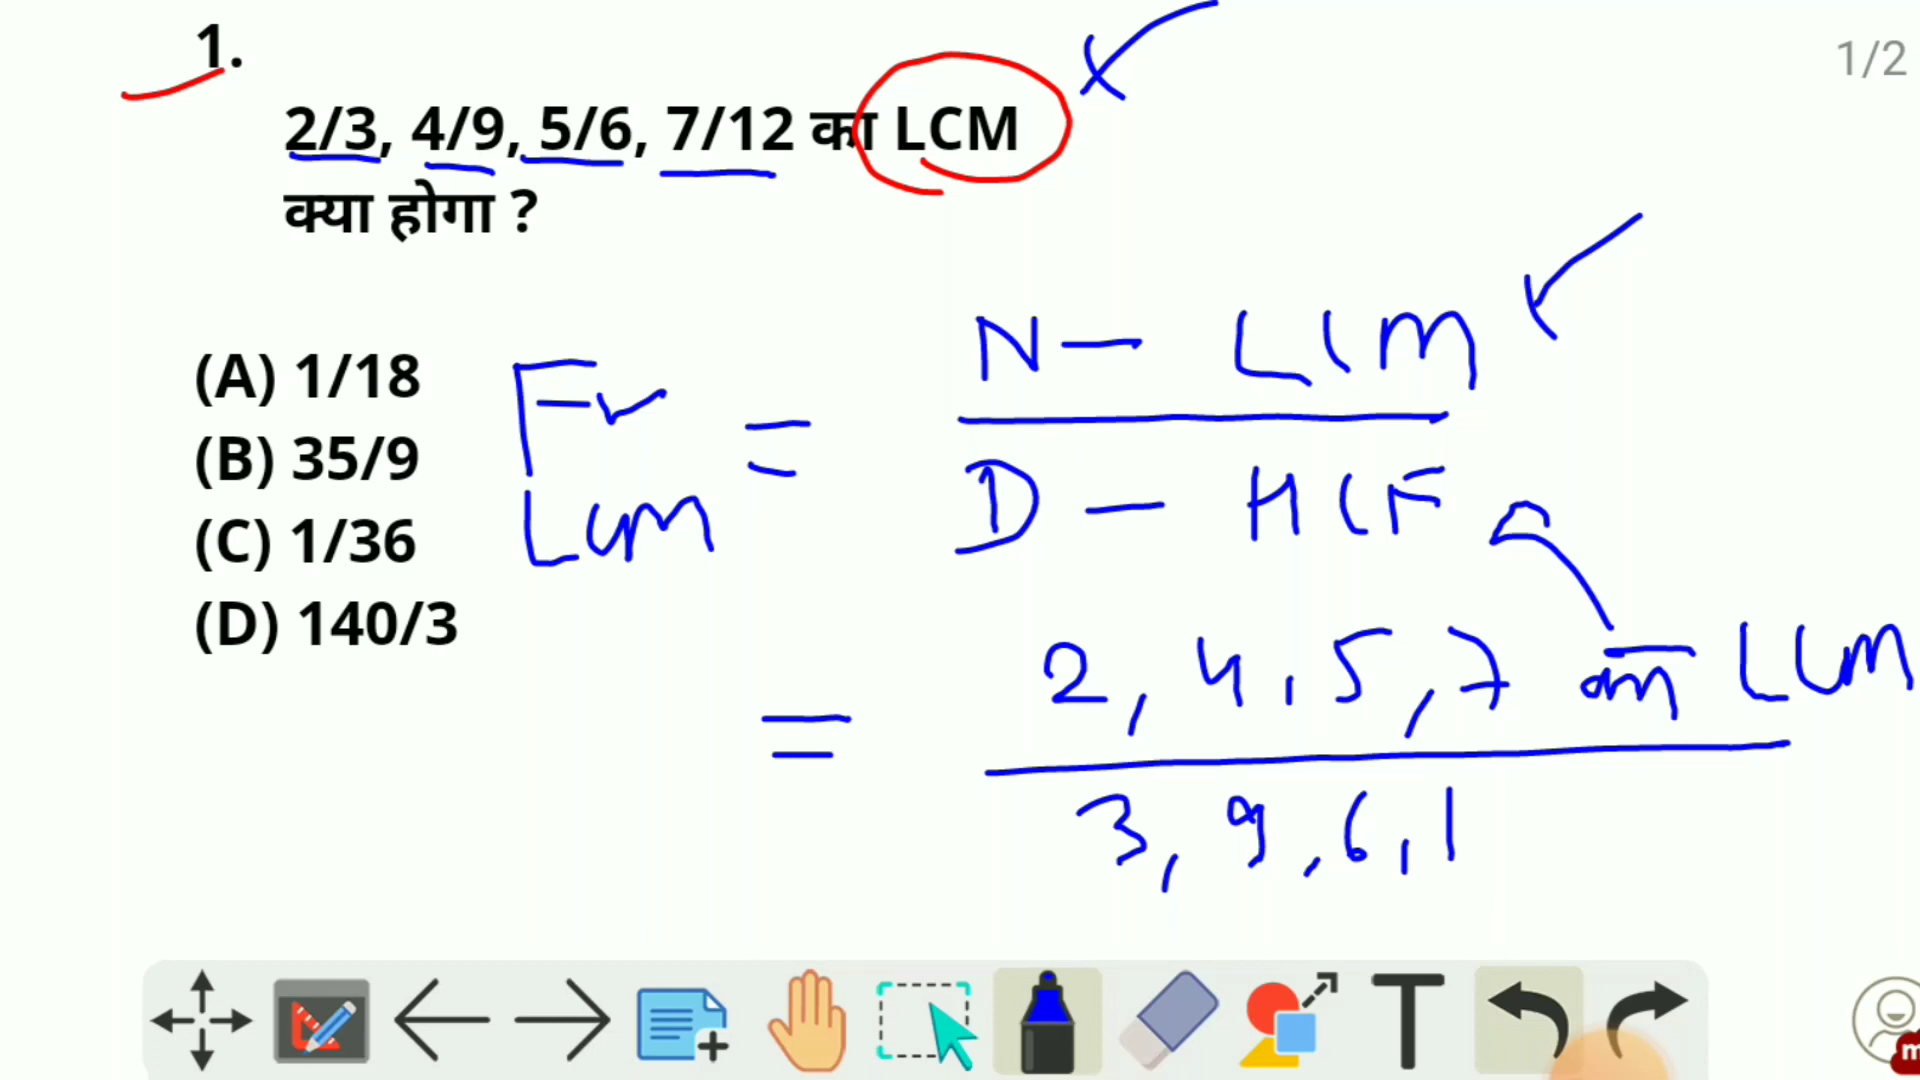 1.
1/2
2/3, 4/9, 5/6, 7/12 का LCM
क्या होगा ?
(A) 1/18
(B) 35/9
(C) 1/36
(D) 140/3
Fr
Lcm
=
N — LCM
D — HCF
=
2, 4, 5, 7 का LCM
3, 9, 6, 1
T
m